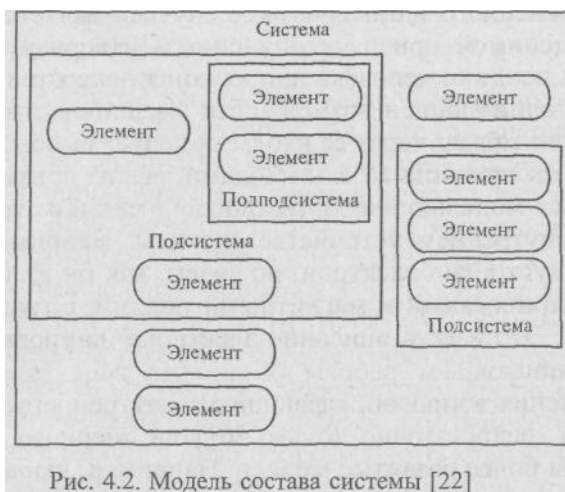 Система
Элемент
Элемент
Элемент
Элемент
Подподсистема
Подсистема
Элемент
Элемент
Элемент
Элемент
Элемент
Элемент
Подсистема
Рис. 4.2. Модель состава системы [22]